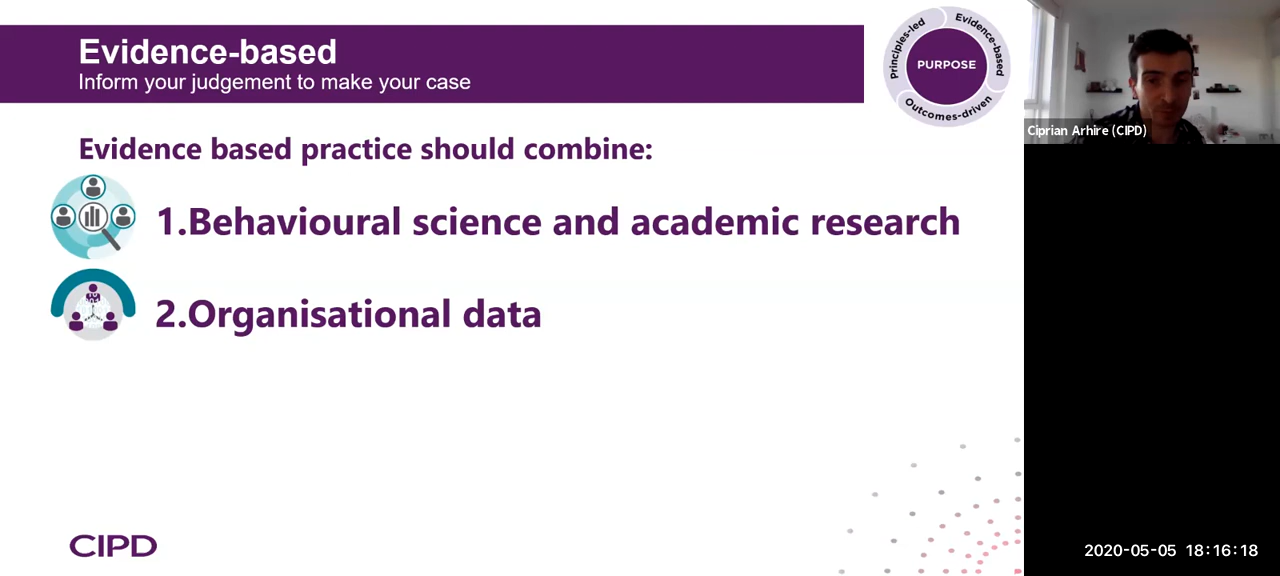 Evidence-based
Inform your judgement to make your case
Principles-led
Evidence-based
Outcomes-driven
PURPOSE
Ciprian Arhire (CIPD)
Evidence based practice should combine:
1.Behavioural science and academic research
2.Organisational data
CIPD
2020-05-05 18:16:18